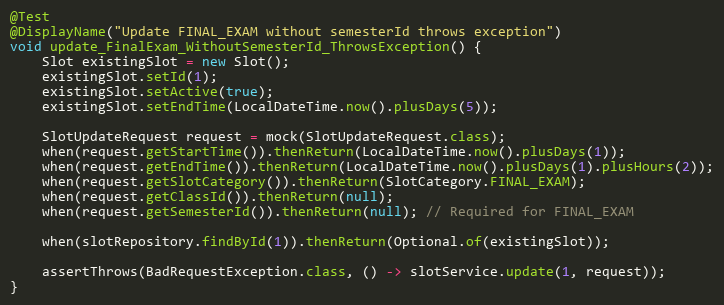 @Test
@DisplayName("Update FINAL_EXAM without semesterId throws exception")
void update_FinalExam_WithoutSemesterId_ThrowsException() {
    Slot existingSlot = new Slot();
    existingSlot.setId(1);
    existingSlot.setActive(true);
    existingSlot.setEndTime(LocalDateTime.now().plusDays(5));

    SlotUpdateRequest request = mock(SlotUpdateRequest.class);
    when(request.getStartTime()).thenReturn(LocalDateTime.now().plusDays(1));
    when(request.getEndTime()).thenReturn(LocalDateTime.now().plusDays(1).plusHours(2));
    when(request.getSlotCategory()).thenReturn(SlotCategory.FINAL_EXAM);
    when(request.getClassId()).thenReturn(null);
    when(request.getSemesterId()).thenReturn(null); // Required for FINAL_EXAM

    when(slotRepository.findById(1)).thenReturn(Optional.of(existingSlot));

    assertThrows(BadRequestException.class, () -> slotService.update(1, request));
}